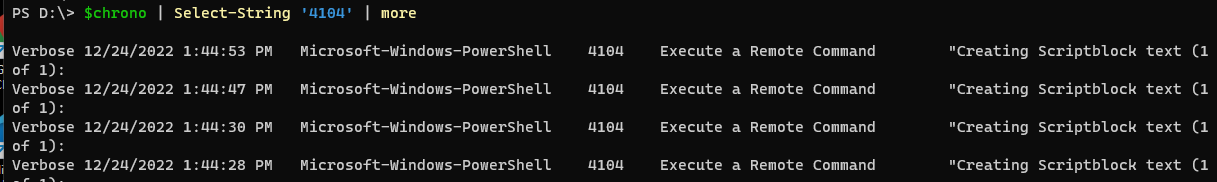 PS D:\> $chrono | Select-String '4104' | more
Verbose 12/24/2022 1:44:53 PM   Microsoft-Windows-PowerShell    4104    Execute a Remote Command        "Creating Scriptblock text (1
of 1):
Verbose 12/24/2022 1:44:47 PM   Microsoft-Windows-PowerShell    4104    Execute a Remote Command        "Creating Scriptblock text (1
of 1):
Verbose 12/24/2022 1:44:30 PM   Microsoft-Windows-PowerShell    4104    Execute a Remote Command        "Creating Scriptblock text (1
of 1):
Verbose 12/24/2022 1:44:28 PM   Microsoft-Windows-PowerShell    4104    Execute a Remote Command        "Creating Scriptblock text (1
of 1):